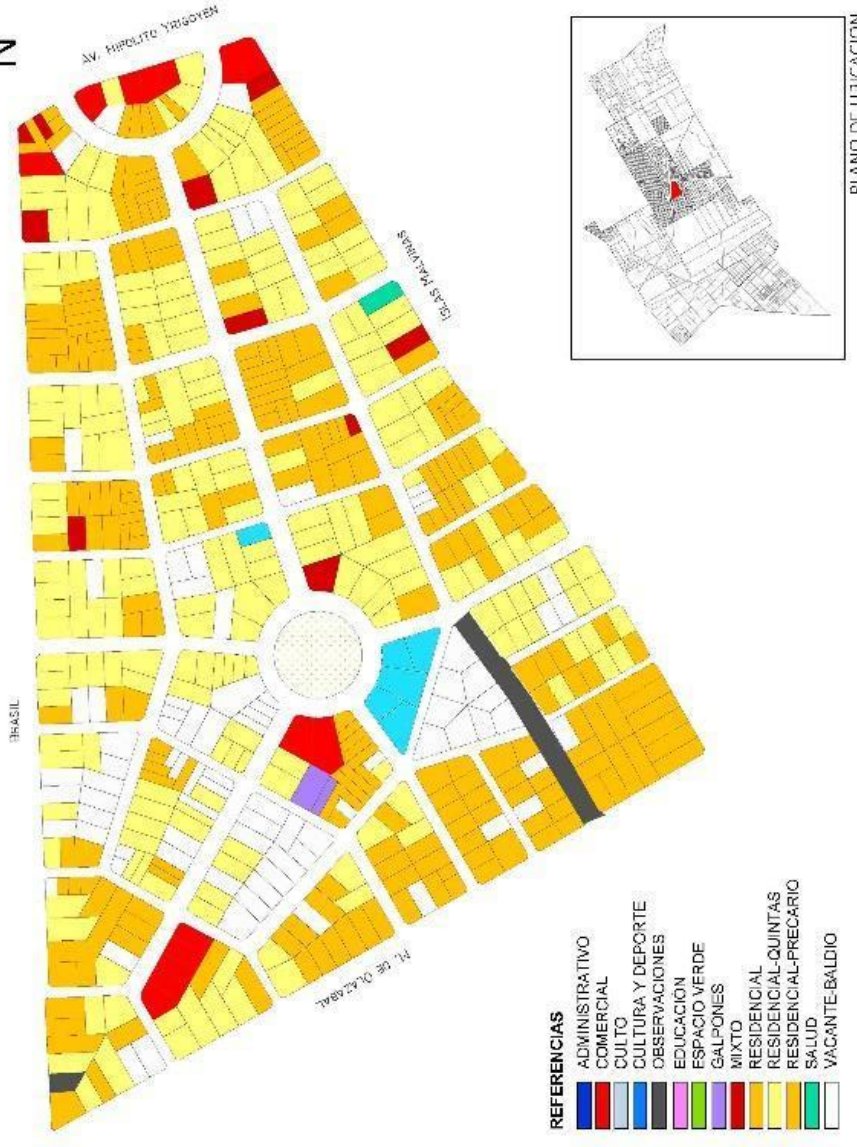 N
AV. HIPOLITO YRIGOYEN
BRASIL
ISLAS MALVINAS
M. DE OLAZABAL
PLANO DE UBICACION
REFERENCIAS
ADMINISTRATIVO
COMERCIAL
CULTO
CULTURA Y DEPORTE
OBSERVACIONES
EDUCACIÓN
ESPACIO VERDE
GALPONES
MIXTO
RESIDENCIAL
RESIDENCIAL-QUINTAS
RESIDENCIAL-PRECARIO
SALUD
VACANTE-BALDIO